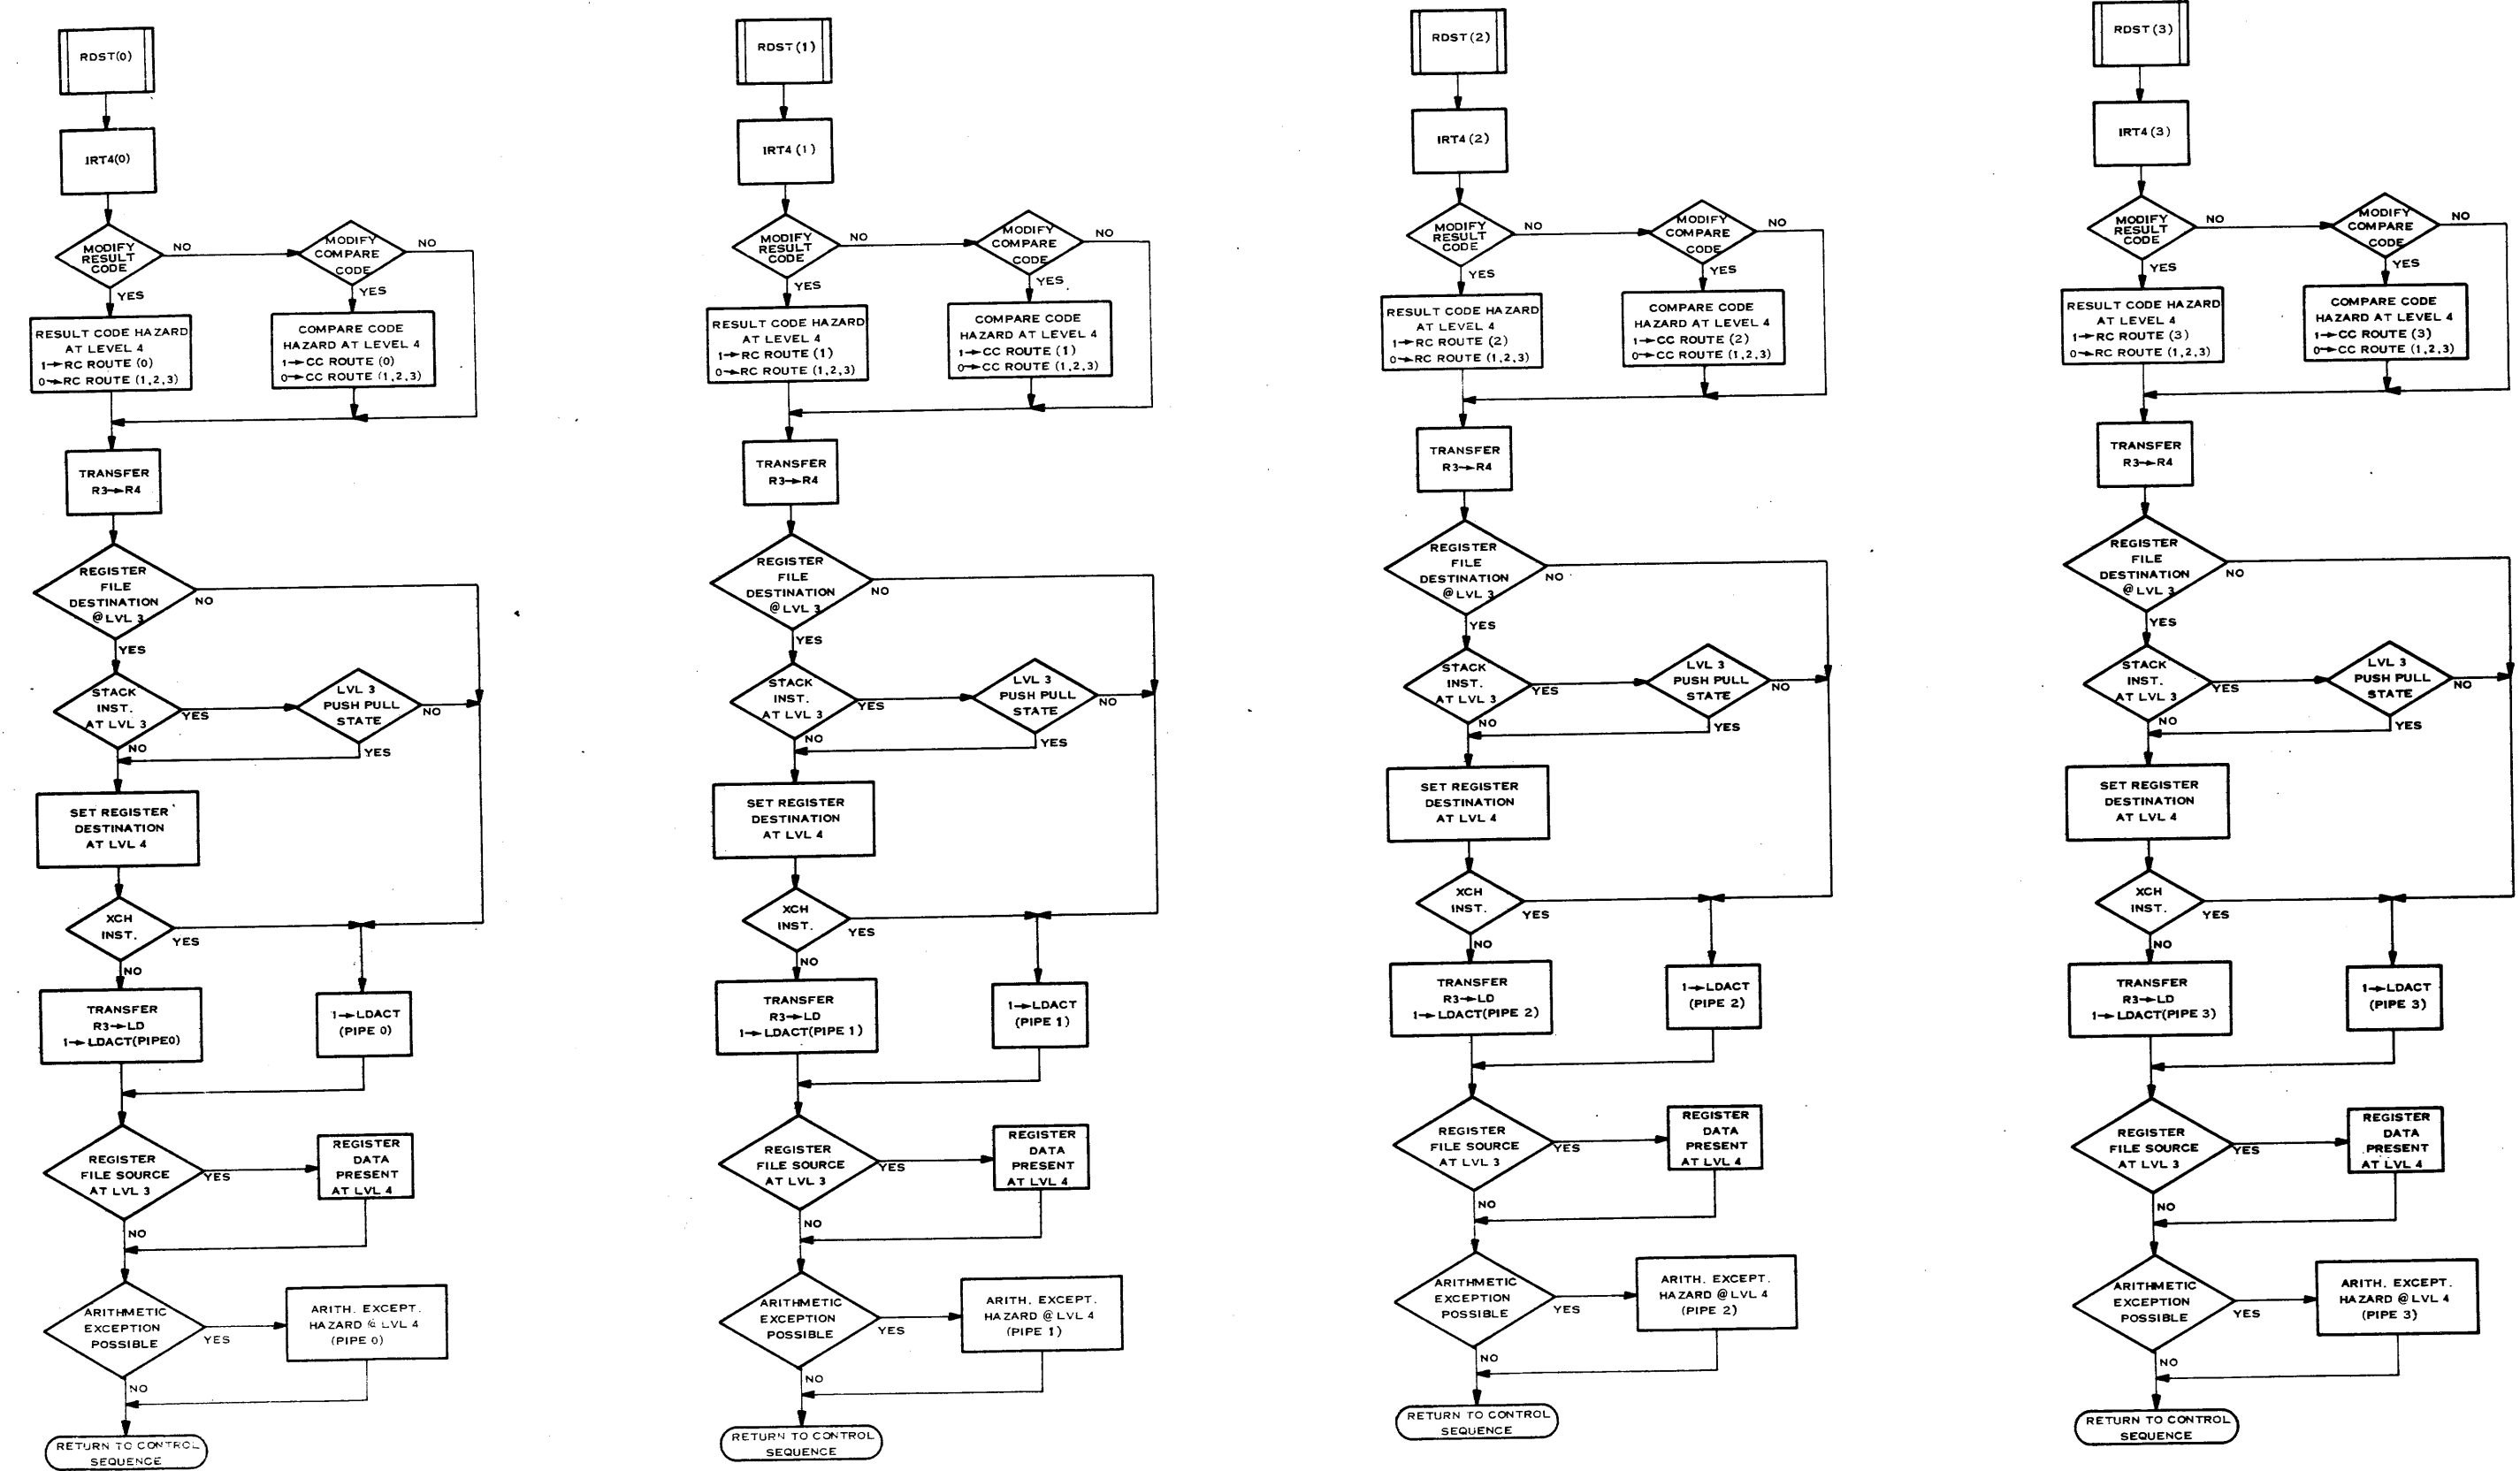 RDST(0)
IRT4(0)
MODIFY
RESULT
CODE
NO
MODIFY
COMPARE
CODE
NO
YES
YES
RESULT CODE HAZARD
AT LEVEL 4
1→RC ROUTE (0)
0→RC ROUTE (1,2,3)
COMPARE CODE
HAZARD AT LEVEL 4
1→CC ROUTE (0)
0→CC ROUTE (1,2,3)
TRANSFER
R3→R4
REGISTER
FILE
DESTINATION
@ LVL 3
NO
YES
STACK
INST.
AT LVL 3
YES
LVL 3
PUSH PULL
STATE
NO
NO
YES
SET REGISTER
DESTINATION
AT LVL 4
XCH
INST.
YES
NO
TRANSFER
R3→LD
1→LDACT(PIPE0)
1→LDACT
(PIPE 0)
REGISTER
FILE SOURCE
AT LVL 3
YES
REGISTER
DATA
PRESENT
AT LVL 4
NO
ARITHMETIC
EXCEPTION
POSSIBLE
YES
ARITH. EXCEPT.
HAZARD @ LVL 4
(PIPE 0)
NO
RETURN TO CONTROL
SEQUENCE
RDST(1)
IRT4(1)
MODIFY
RESULT
CODE
NO
MODIFY
COMPARE
CODE
NO
YES
YES
RESULT CODE HAZARD
AT LEVEL 4
1→RC ROUTE (1)
0→RC ROUTE (1,2,3)
COMPARE CODE
HAZARD AT LEVEL 4
1→CC ROUTE (1)
0→CC ROUTE (1,2,3)
TRANSFER
R3→R4
REGISTER
FILE
DESTINATION
@ LVL 3
NO
YES
STACK
INST.
AT LVL 3
YES
LVL 3
PUSH PULL
STATE
NO
NO
YES
SET REGISTER
DESTINATION
AT LVL 4
XCH
INST.
YES
NO
TRANSFER
R3→LD
1→LDACT(PIPE 1)
1→LDACT
(PIPE 1)
REGISTER
FILE SOURCE
AT LVL 3
YES
REGISTER
DATA
PRESENT
AT LVL 4
NO
ARITHMETIC
EXCEPTION
POSSIBLE
YES
ARITH. EXCEPT.
HAZARD @ LVL 4
(PIPE 1)
NO
RETURN TO CONTROL
SEQUENCE
RDST(2)
IRT4(2)
MODIFY
RESULT
CODE
NO
MODIFY
COMPARE
CODE
NO
YES
YES
RESULT CODE HAZARD
AT LEVEL 4
1→RC ROUTE (2)
0→RC ROUTE (1,2,3)
COMPARE CODE
HAZARD AT LEVEL 4
1→CC ROUTE (2)
0→CC ROUTE (1,2,3)
TRANSFER
R3→R4
REGISTER
FILE
DESTINATION
@ LVL 3
NO
YES
STACK
INST.
AT LVL 3
YES
LVL 3
PUSH PULL
STATE
NO
NO
YES
SET REGISTER
DESTINATION
AT LVL 4
XCH
INST.
YES
NO
TRANSFER
R3→LD
1→LDACT(PIPE 2)
1→LDACT
(PIPE 2)
REGISTER
FILE SOURCE
AT LVL 3
YES
REGISTER
DATA
PRESENT
AT LVL 4
NO
ARITHMETIC
EXCEPTION
POSSIBLE
YES
ARITH. EXCEPT.
HAZARD @ LVL 4
(PIPE 2)
NO
RETURN TO CONTROL
SEQUENCE
RDST(3)
IRT4(3)
MODIFY
RESULT
CODE
NO
MODIFY
COMPARE
CODE
NO
YES
YES
RESULT CODE HAZARD
AT LEVEL 4
1→RC ROUTE (3)
0→RC ROUTE (1,2,3)
COMPARE CODE
HAZARD AT LEVEL 4
1→CC ROUTE (3)
0→CC ROUTE (1,2,3)
TRANSFER
R3→R4
REGISTER
FILE
DESTINATION
@ LVL 3
NO
YES
STACK
INST.
AT LVL 3
YES
LVL 3
PUSH PULL
STATE
NO
NO
YES
SET REGISTER
DESTINATION
AT LVL 4
XCH
INST.
YES
NO
TRANSFER
R3→LD
1→LDACT(PIPE 3)
1→LDACT
(PIPE 3)
REGISTER
FILE SOURCE
AT LVL 3
YES
REGISTER
DATA
PRESENT
AT LVL 4
NO
ARITHMETIC
EXCEPTION
POSSIBLE
YES
ARITH. EXCEPT.
HAZARD @ LVL 4
(PIPE 3)
NO
RETURN TO CONTROL
SEQUENCE